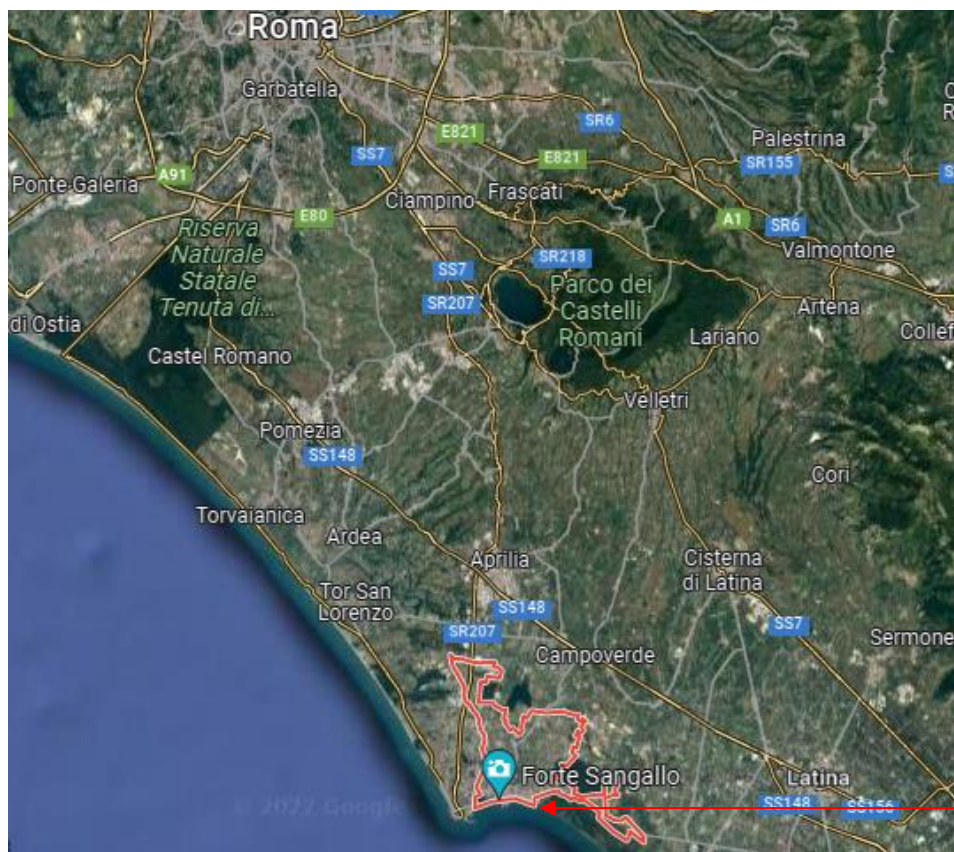 Roma
Garbatella
SR6
E821
Palestrina
SS7
E821
SR155
A91
Ponte-Galeria
Frascati
Ciampino
E80
A1
SR6
Riserva
Naturale
Statale
Tenuta di...
Valmontone
SR218
SS7
Parco dei
Castelli
Romani
SR207
Artena
di Ostia
Collef
Lariano
Castel Romano
Velletri
Pomezia
SS148
Cori
Torvaianica
Ardea
Aprilia
Cisterna
di Latina
Tor San
Lorenzo
SS148
SS7
SR207
Sermone
Campoverde
Forte Sangallo
Latina
SS148
SS156